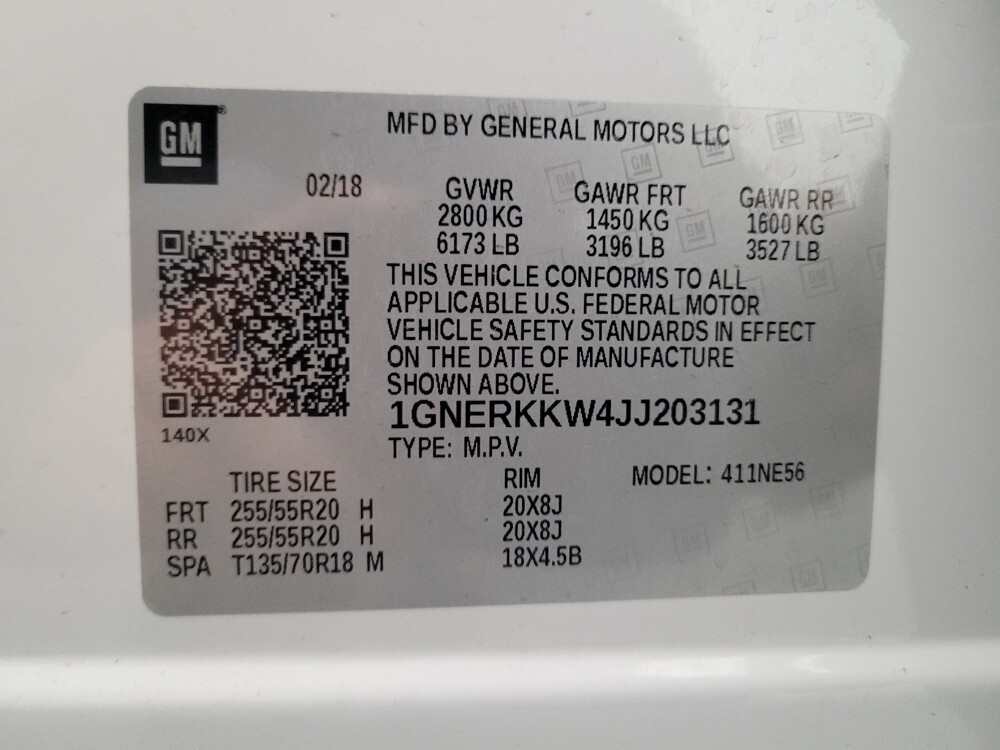 GM
MFD BY GENERAL MOTORS LLC
02/18
GVWR GAWR FRT GAWR RR
2800 KG 1450 KG 1600 KG
6173 LB 3196 LB 3527 LB
THIS VEHICLE CONFORMS TO ALL
APPLICABLE U.S. FEDERAL MOTOR
VEHICLE SAFETY STANDARDS IN EFFECT
ON THE DATE OF MANUFACTURE
SHOWN ABOVE.
1GNERKKW4JJ203131
140X
TYPE: M.P.V.
TIRE SIZE RIM MODEL: 411NE56
FRT 255/55R20 H 20X8J
RR 255/55R20 H 20X8J
SPA T135/70R18 M 18X4.5B